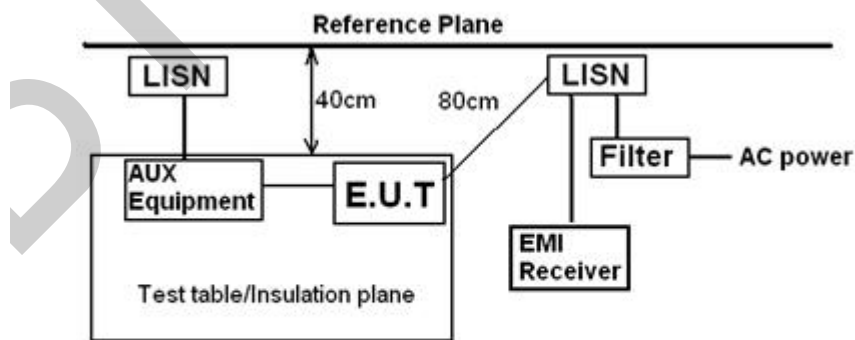 Reference Plane
LISN
40cm
80cm
LISN
Filter
AC power
AUX
Equipment
E.U.T
EMI
Receiver
Test table/Insulation plane